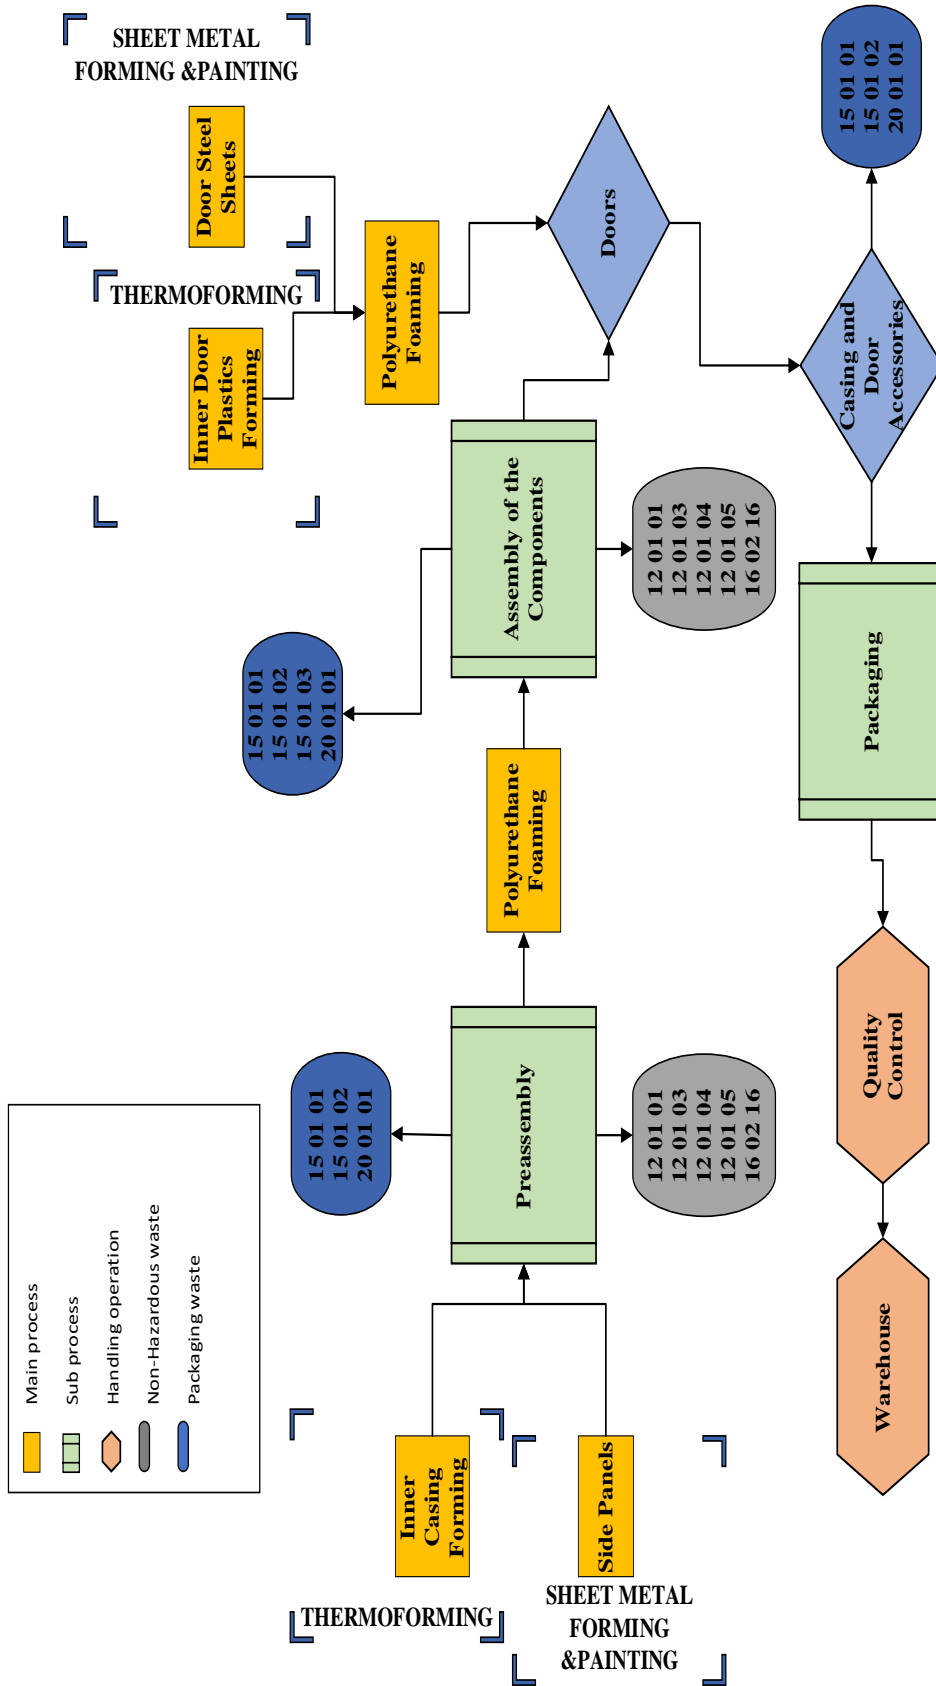 SHEET METAL
FORMING &PAINTING
Door Steel
Sheets
THERMOFORMING
Inner Door
Plastics
Forming
Polyurethane
Foaming
Doors
15 01 01
15 01 02
20 01 01
Casing and
Door
Accessories
Assembly of the
Components
15 01 01
15 01 02
15 01 03
20 01 01
12 01 01
12 01 03
12 01 04
12 01 05
16 02 16
Polyurethane
Foaming
Packaging
Preassembly
15 01 01
15 01 02
20 01 01
12 01 01
12 01 03
12 01 04
12 01 05
16 02 16
Quality
Control
Warehouse
Main process
Sub process
Handling operation
Non-Hazardous waste
Packaging waste
Inner
Casing
Forming
THERMOFORMING
Side Panels
SHEET METAL
FORMING
&PAINTING